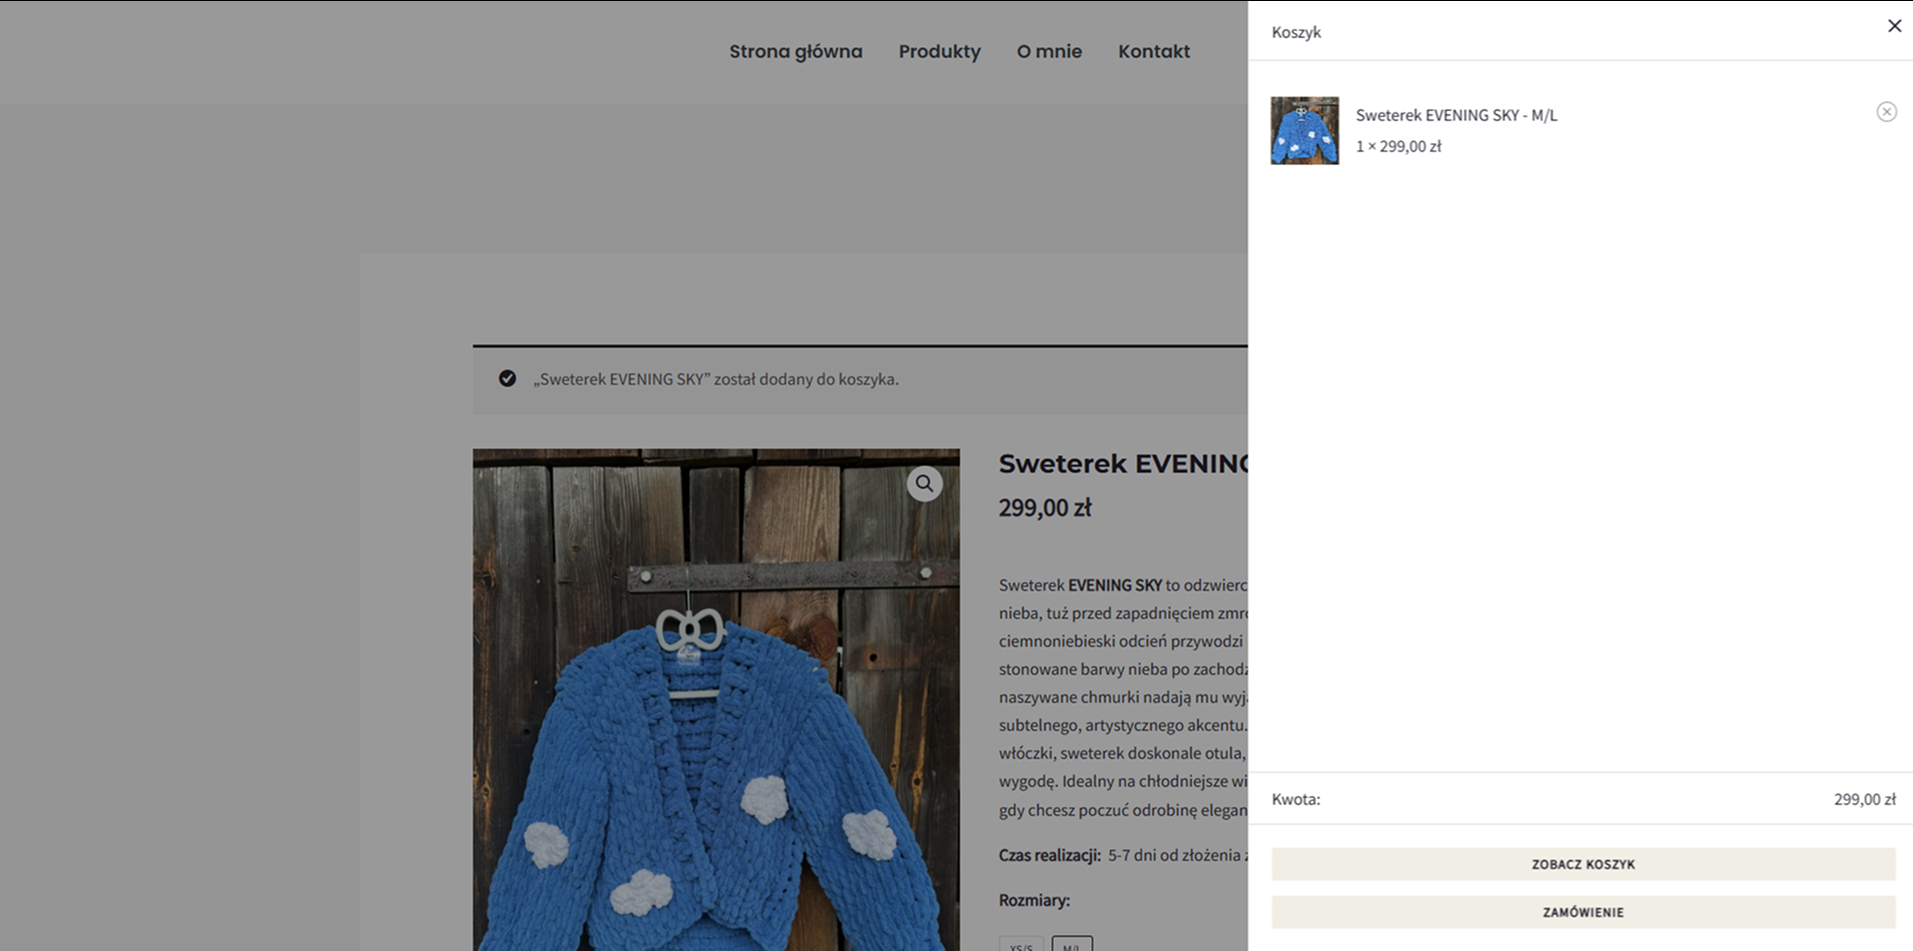 Strona główna Produkty O mnie Kontakt
„Sweterek EVENING SKY” został dodany do koszyka.
Sweterek EVENING
299,00 zł
Sweterek EVENING SKY to odzwierc
nieba, tuż przed zapadnięciem zmro
ciemnoniebieski odcień przywodzi
stonowane barwy nieba po zachodz
naszywane chmurki nadają mu wyj
subtelnego, artystycznego akcentu.
włóczki, sweterek doskonale otula,
wygodę. Idealny na chłodniejsze wi
gdy chcesz poczuć odrobinę elegan
Czas realizacji: 5-7 dni od złożenia z
Rozmiary:
XS/S M/L
Koszyk
Sweterek EVENING SKY - M/L
1 × 299,00 zł
Kwota: 299,00 zł
ZOBACZ KOSZYK
ZAMÓWIENIE